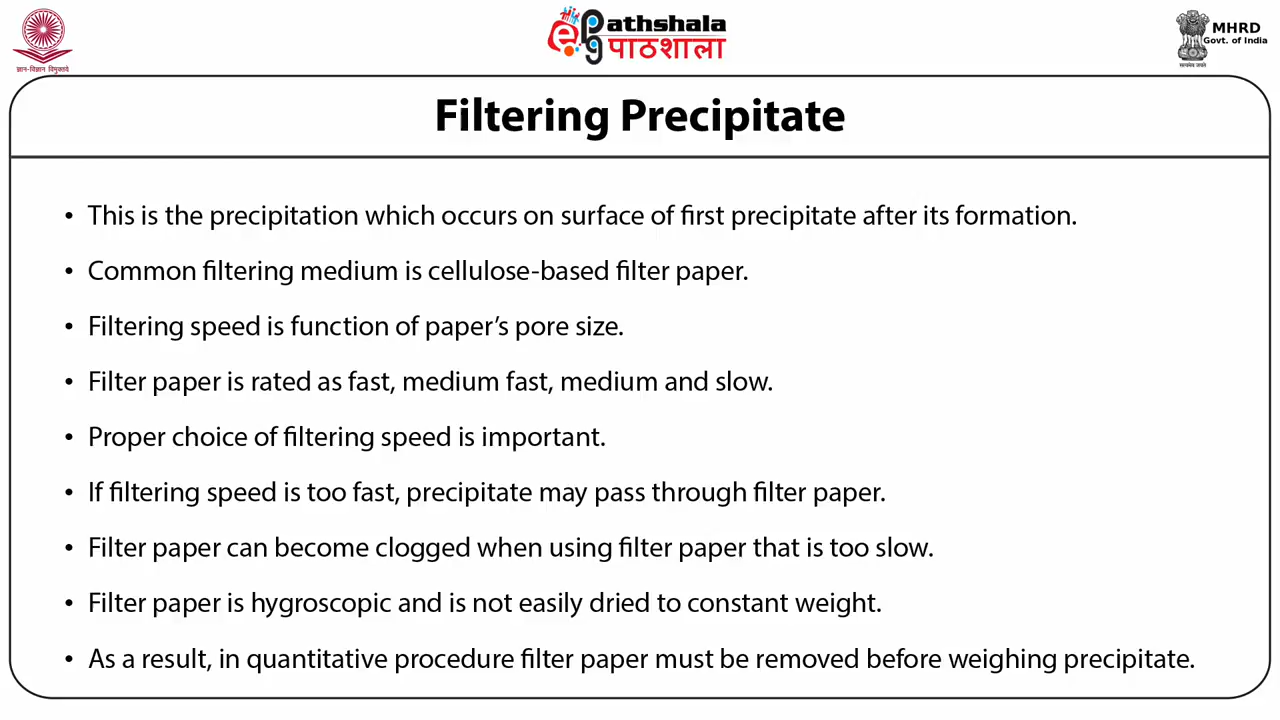 ज्ञान-विज्ञान विमुक्तये
ePathshala
पाठशाला
MHRD
Govt. of India
सत्यमेव जयते
Filtering Precipitate
• This is the precipitation which occurs on surface of first precipitate after its formation.
• Common filtering medium is cellulose-based filter paper.
• Filtering speed is function of paper’s pore size.
• Filter paper is rated as fast, medium fast, medium and slow.
• Proper choice of filtering speed is important.
• If filtering speed is too fast, precipitate may pass through filter paper.
• Filter paper can become clogged when using filter paper that is too slow.
• Filter paper is hygroscopic and is not easily dried to constant weight.
• As a result, in quantitative procedure filter paper must be removed before weighing precipitate.